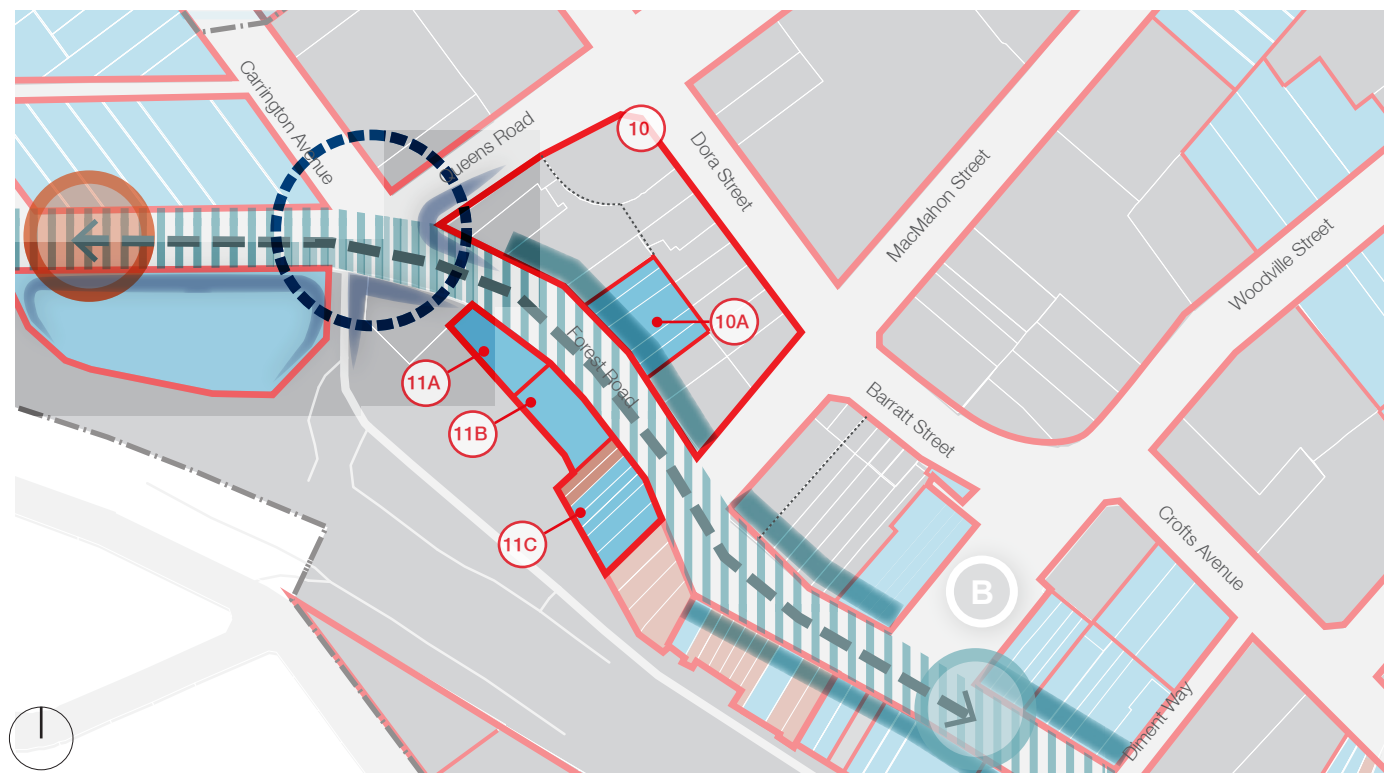 Carrington Avenue
Queens Road
10
Dora Street
MacMahon Street
Woodville Street
10A
Forest Road
11A
11B
Barratt Street
11C
Crofts Avenue
B
Diment Way